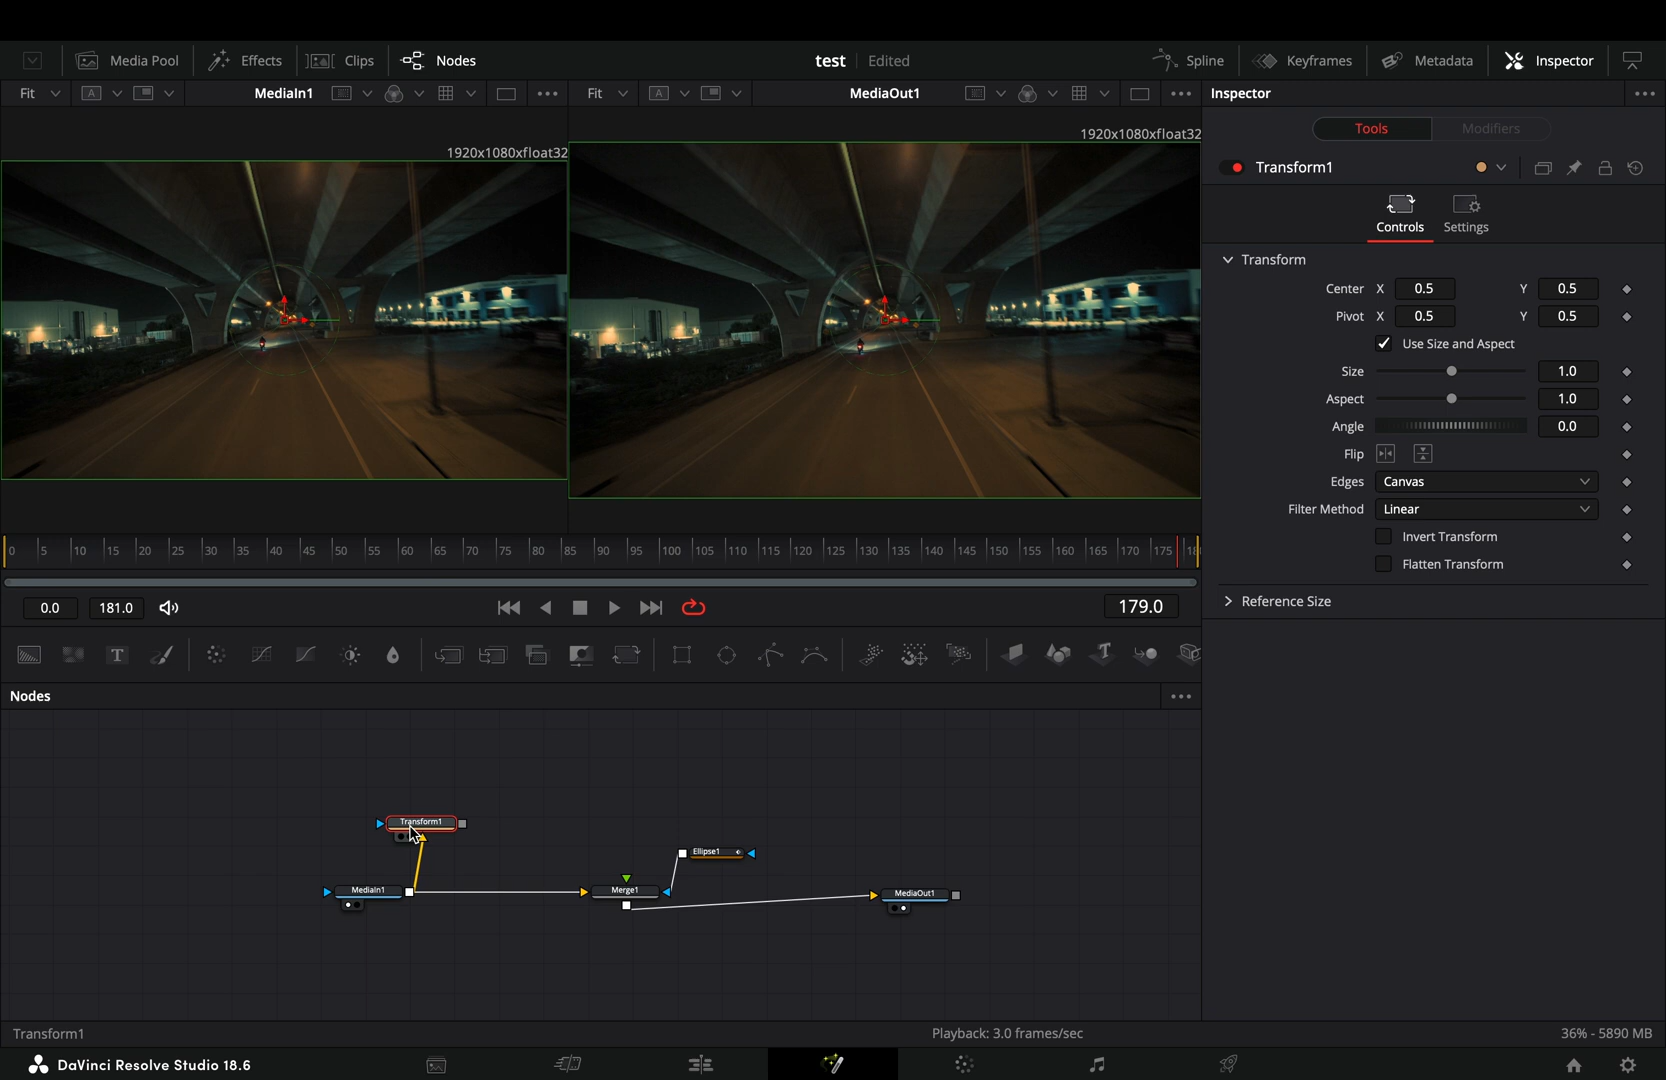 Media Pool Effects Clips Nodes test Edited Spline Keyframes Metadata Inspector
Fit A MediaIn1 Fit A MediaOut1 Inspector
1920x1080xfloat32
1920x1080xfloat32
Tools Modifiers
Transform1
Controls Settings
Transform
Center X 0.5 Y 0.5
Pivot X 0.5 Y 0.5
Use Size and Aspect
Size 1.0
Aspect 1.0
Angle 0.0
Flip
Edges Canvas
Filter Method Linear
Invert Transform
Flatten Transform
Reference Size
0 5 10 15 20 25 30 35 40 45 50 55 60 65 70 75 80 85 90 95 100 105 110 115 120 125 130 135 140 145 150 155 160 165 170 175
0.0 181.0 179.0
T
Nodes
Transform1
Ellipse1
MediaIn1 Merge1 MediaOut1
Transform1 Playback: 3.0 frames/sec 36% - 5890 MB
DaVinci Resolve Studio 18.6